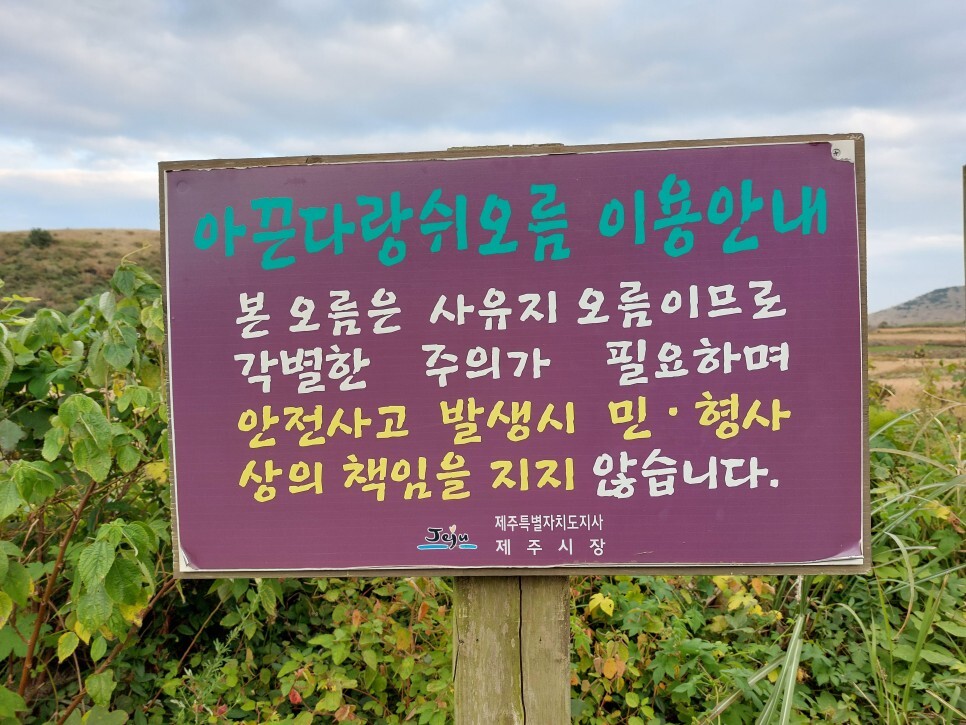 아끈다랑쉬오름 이용안내
본 오름은 사유지 오름이므로
각별한 주의가 필요하며
안전사고 발생시 민·형사
상의 책임을 지지 않습니다.
Jeju 제주특별자치도지사
제주시장